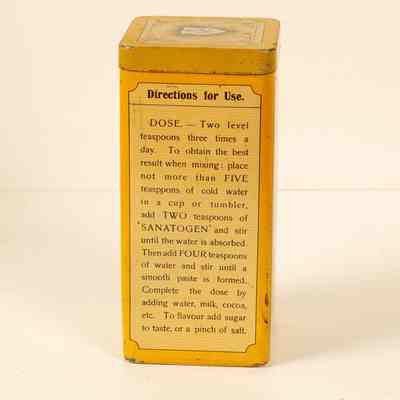 Directions for Use.
DOSE. — Two level
teaspoons three times a
day. To obtain the best
result when mixing: place
not more than FIVE
teaspoons of cold water
in a cup or tumbler,
add TWO teaspoons of
'SANATOGEN' and stir
until the water is absorbed.
Then add FOUR teaspoons
of water and stir until a
smooth paste is formed.
Complete the dose by
adding water, milk, cocoa,
etc. To flavour add sugar
to taste, or a pinch of salt.